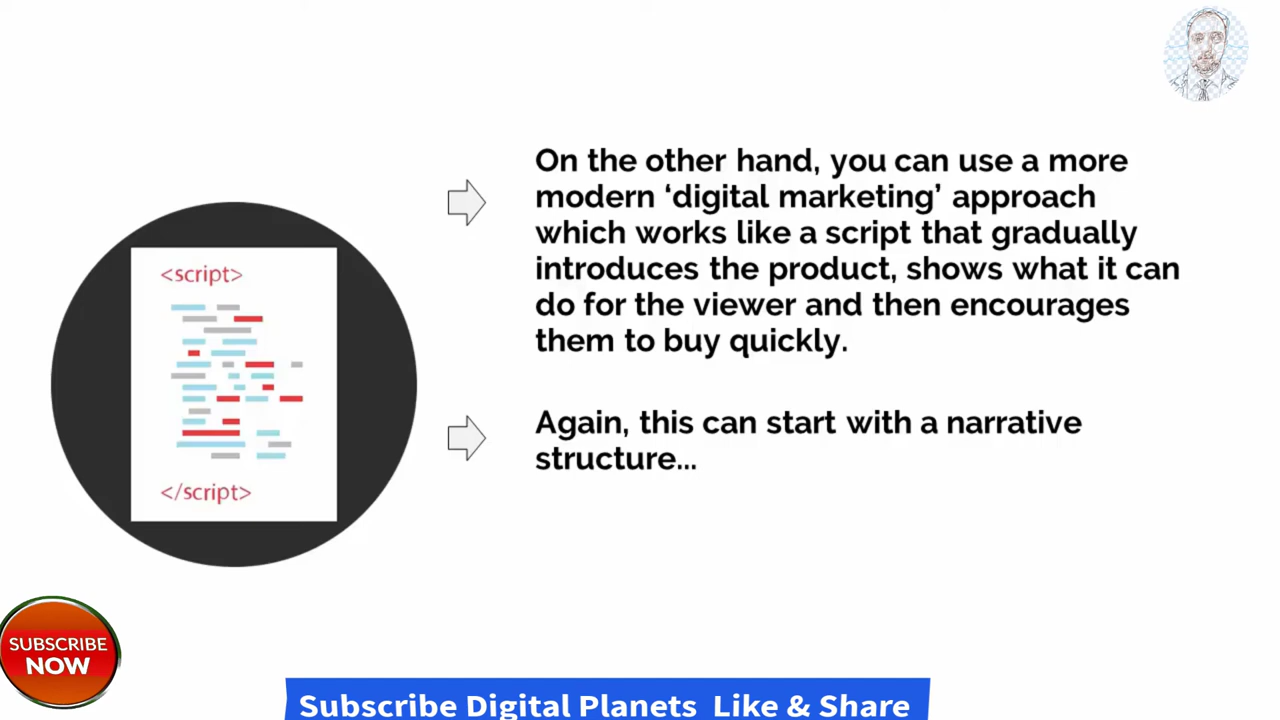 On the other hand, you can use a more
modern ‘digital marketing’ approach
which works like a script that gradually
introduces the product, shows what it can
do for the viewer and then encourages
them to buy quickly.
Again, this can start with a narrative
structure...
<script>
</script>
SUBSCRIBE
NOW
Subscribe Digital Planets Like & Share